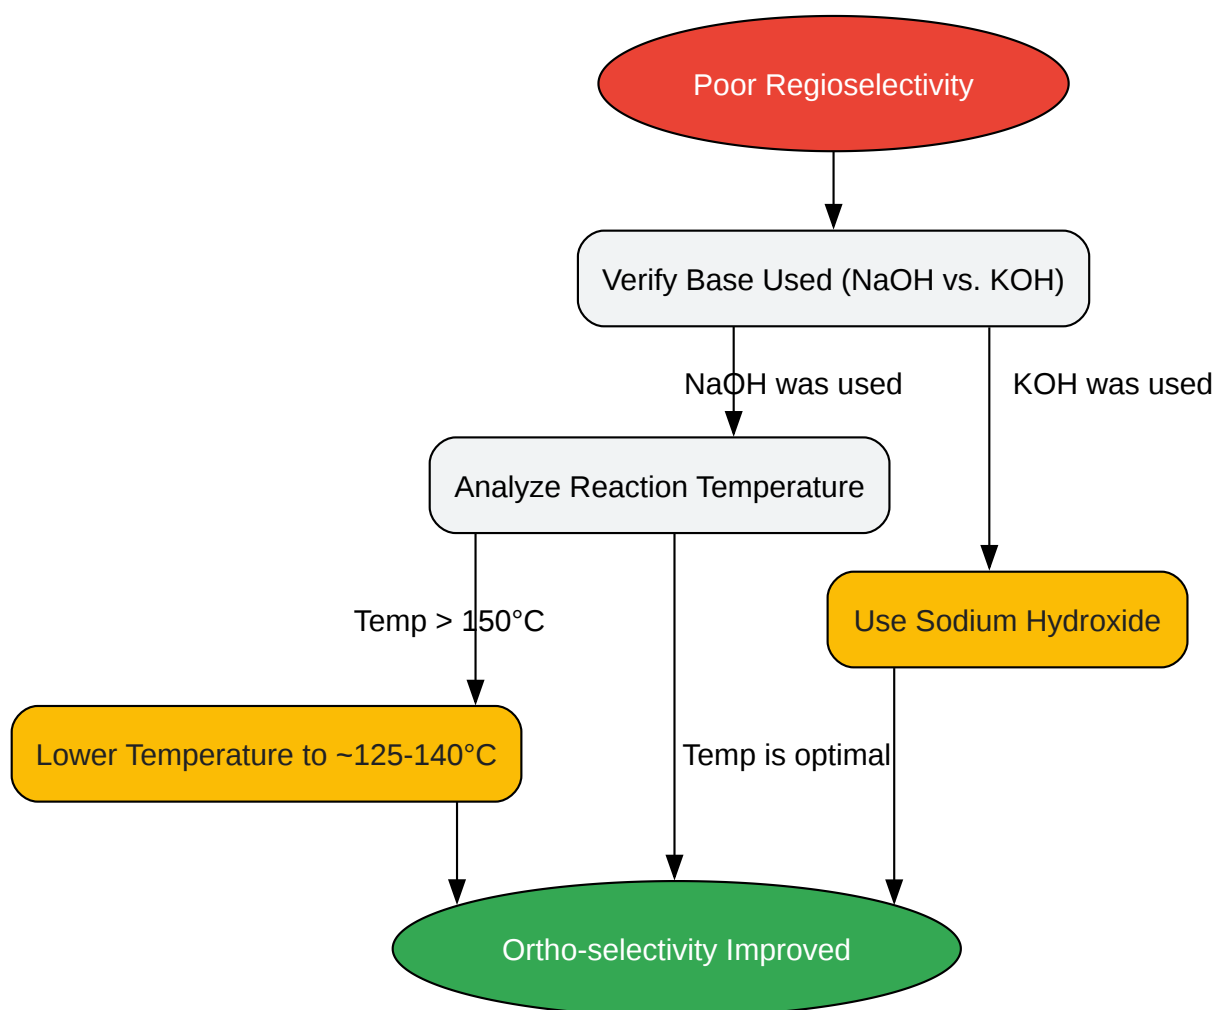 Poor Regioselectivity
Verify Base Used (NaOH vs. KOH)
NaOH was used
KOH was used
Analyze Reaction Temperature
Temp > 150°C
Use Sodium Hydroxide
Lower Temperature to ~125-140°C
Temp is optimal
Ortho-selectivity Improved